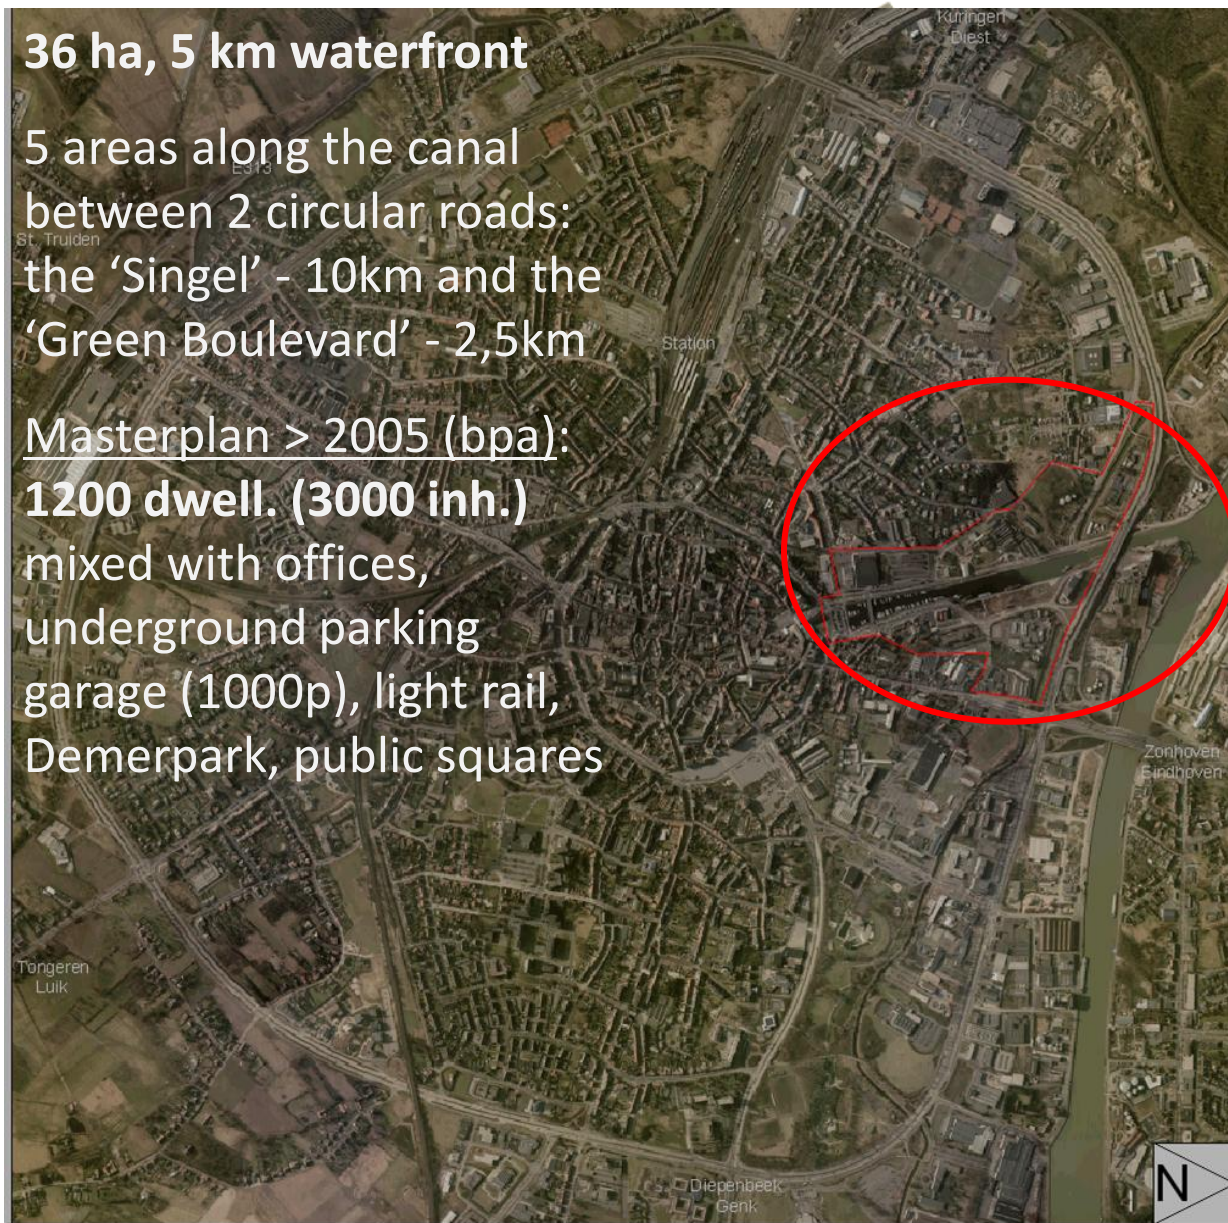 36 ha, 5 km waterfront
5 areas along the canal
between 2 circular roads:
the ‘Singel’ - 10km and the
‘Green Boulevard’ - 2,5km
Masterplan > 2005 (bpa):
1200 dwell. (3000 inh.)
mixed with offices,
underground parking
garage (1000p), light rail,
Demerpark, public squares
Kuringen
Diest
E313
St. Truiden
Station
Zonhoven
Eindhoven
Tongeren
Luik
Diepenbeek
Genk
N